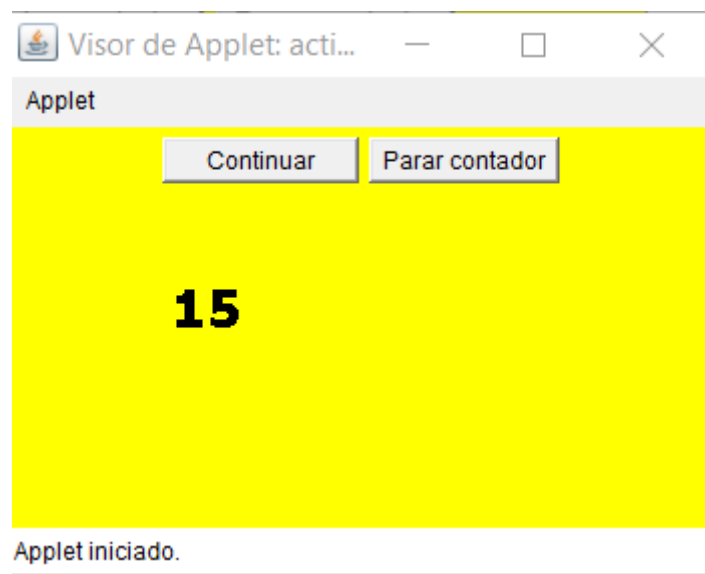 Visor de Applet: acti...
Applet
Continuar Parar contador
15
Applet iniciado.